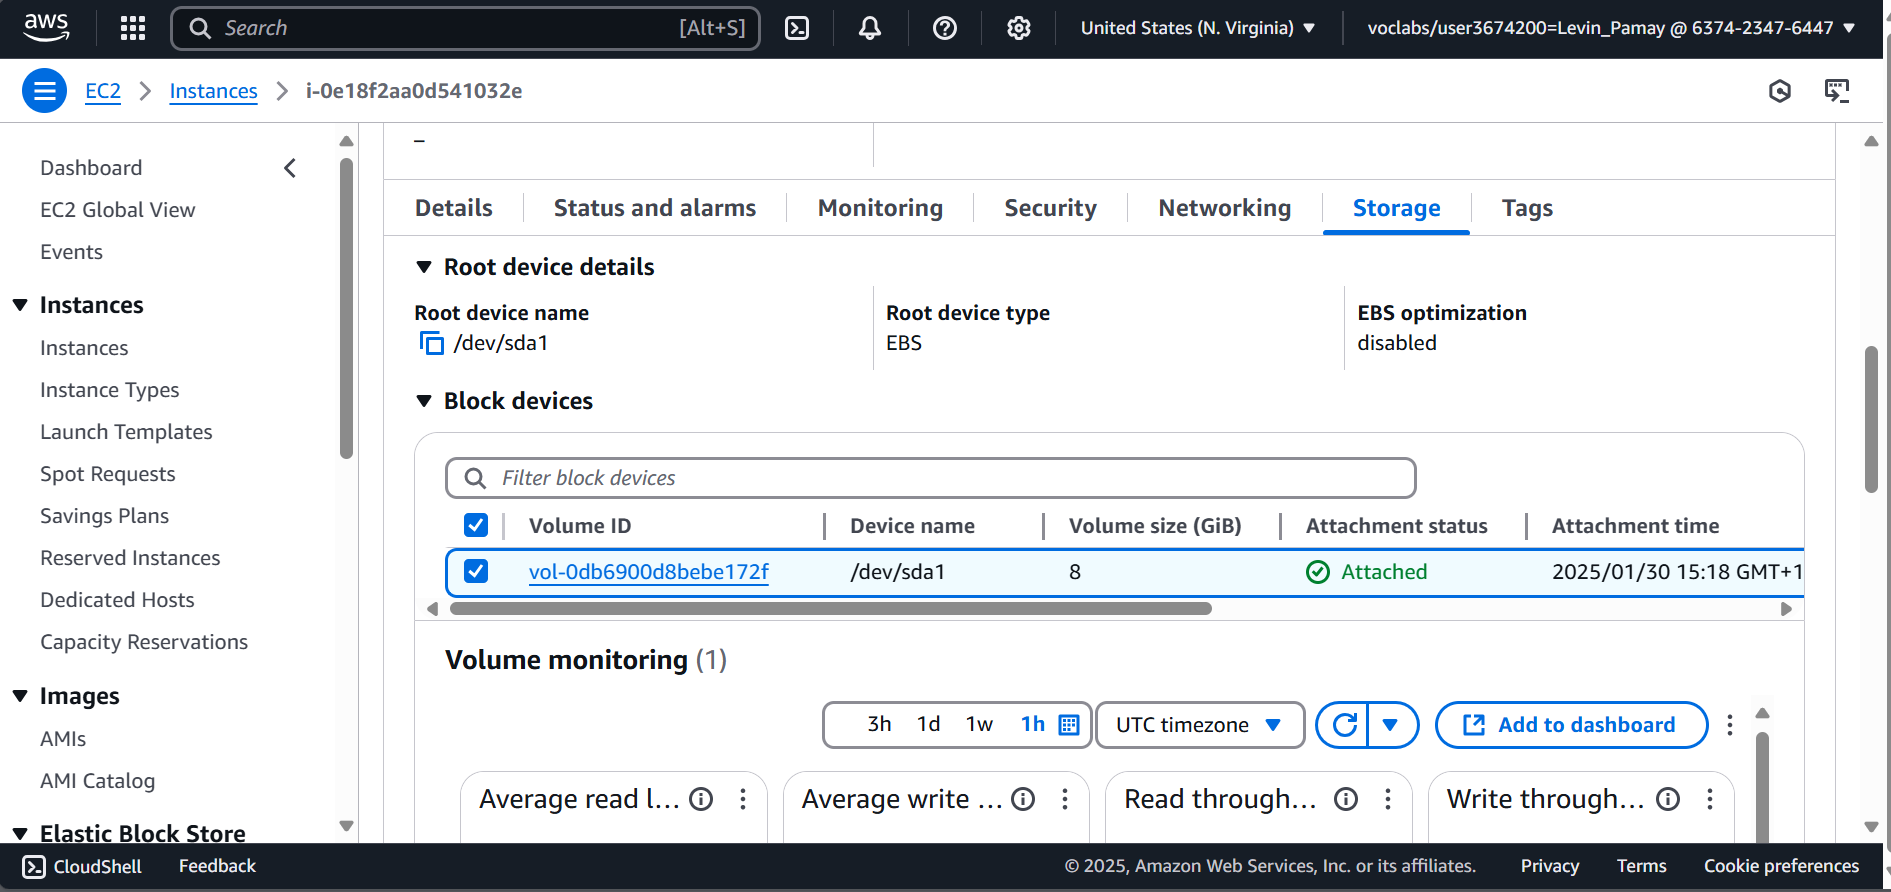 aws
Search [Alt+S]
United States (N. Virginia)
voclabs/user3674200=Levin_Pamay @ 6374-2347-6447
EC2 Instances i-0e18f2aa0d541032e
Dashboard
EC2 Global View
Events
Instances
Instances
Instance Types
Launch Templates
Spot Requests
Savings Plans
Reserved Instances
Dedicated Hosts
Capacity Reservations
Images
AMIs
AMI Catalog
Elastic Block Store
–
Details Status and alarms Monitoring Security Networking Storage Tags
Root device details
Root device name Root device type EBS optimization
/dev/sda1 EBS disabled
Block devices
Filter block devices
Volume ID Device name Volume size (GiB) Attachment status Attachment time
vol-0db6900d8bebe172f /dev/sda1 8 Attached 2025/01/30 15:18 GMT+1
Volume monitoring (1)
3h 1d 1w 1h UTC timezone Add to dashboard
Average read l... Average write ... Read through... Write through...
CloudShell Feedback © 2025, Amazon Web Services, Inc. or its affiliates. Privacy Terms Cookie preferences